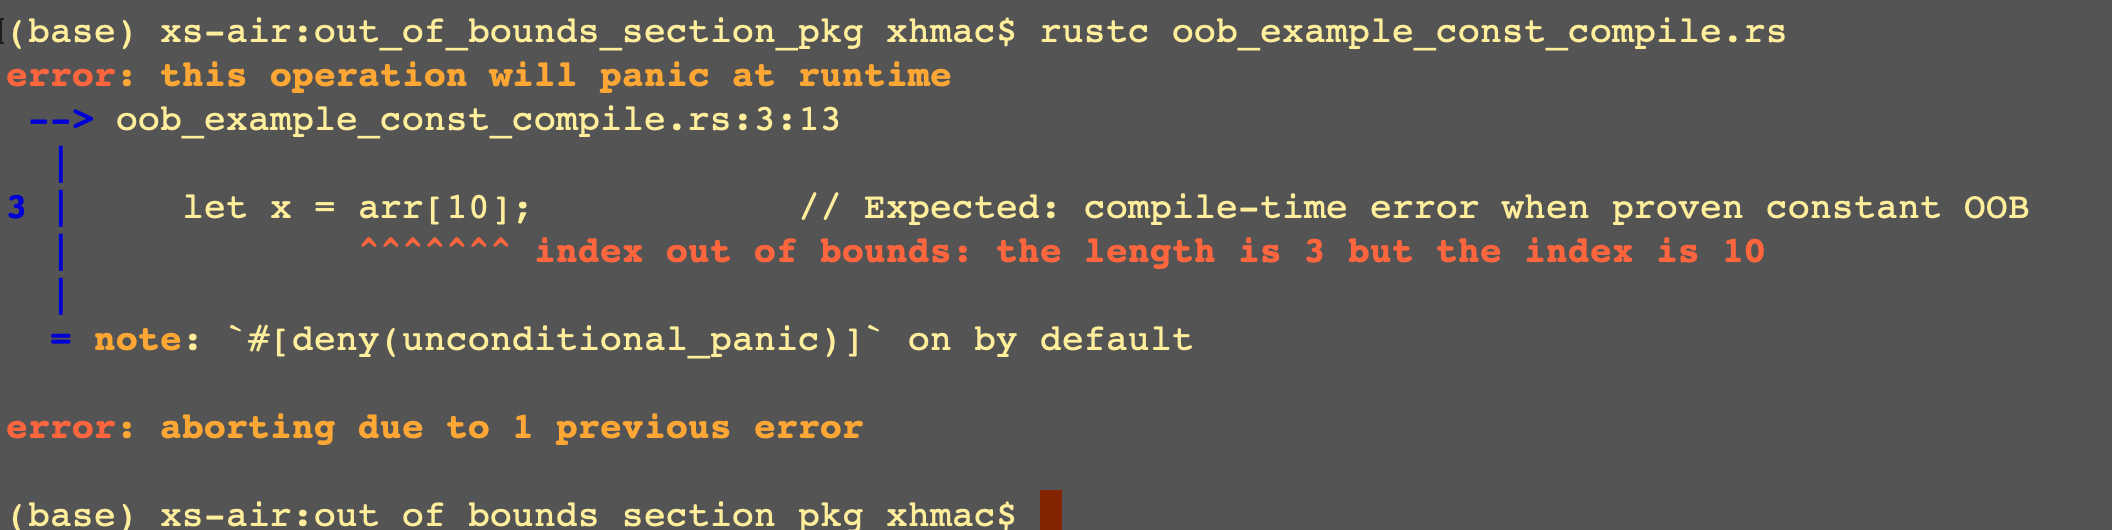 (base) xs-air:out_of_bounds_section_pkg xhmac$ rustc oob_example_const_compile.rs
error: this operation will panic at runtime
 --> oob_example_const_compile.rs:3:13
  |
3 |     let x = arr[10];            // Expected: compile-time error when proven constant OOB
  |             ^^^^^^^ index out of bounds: the length is 3 but the index is 10
  |
  = note: `#[deny(unconditional_panic)]` on by default
error: aborting due to 1 previous error
(base) xs-air:out_of_bounds_section_pkg xhmac$